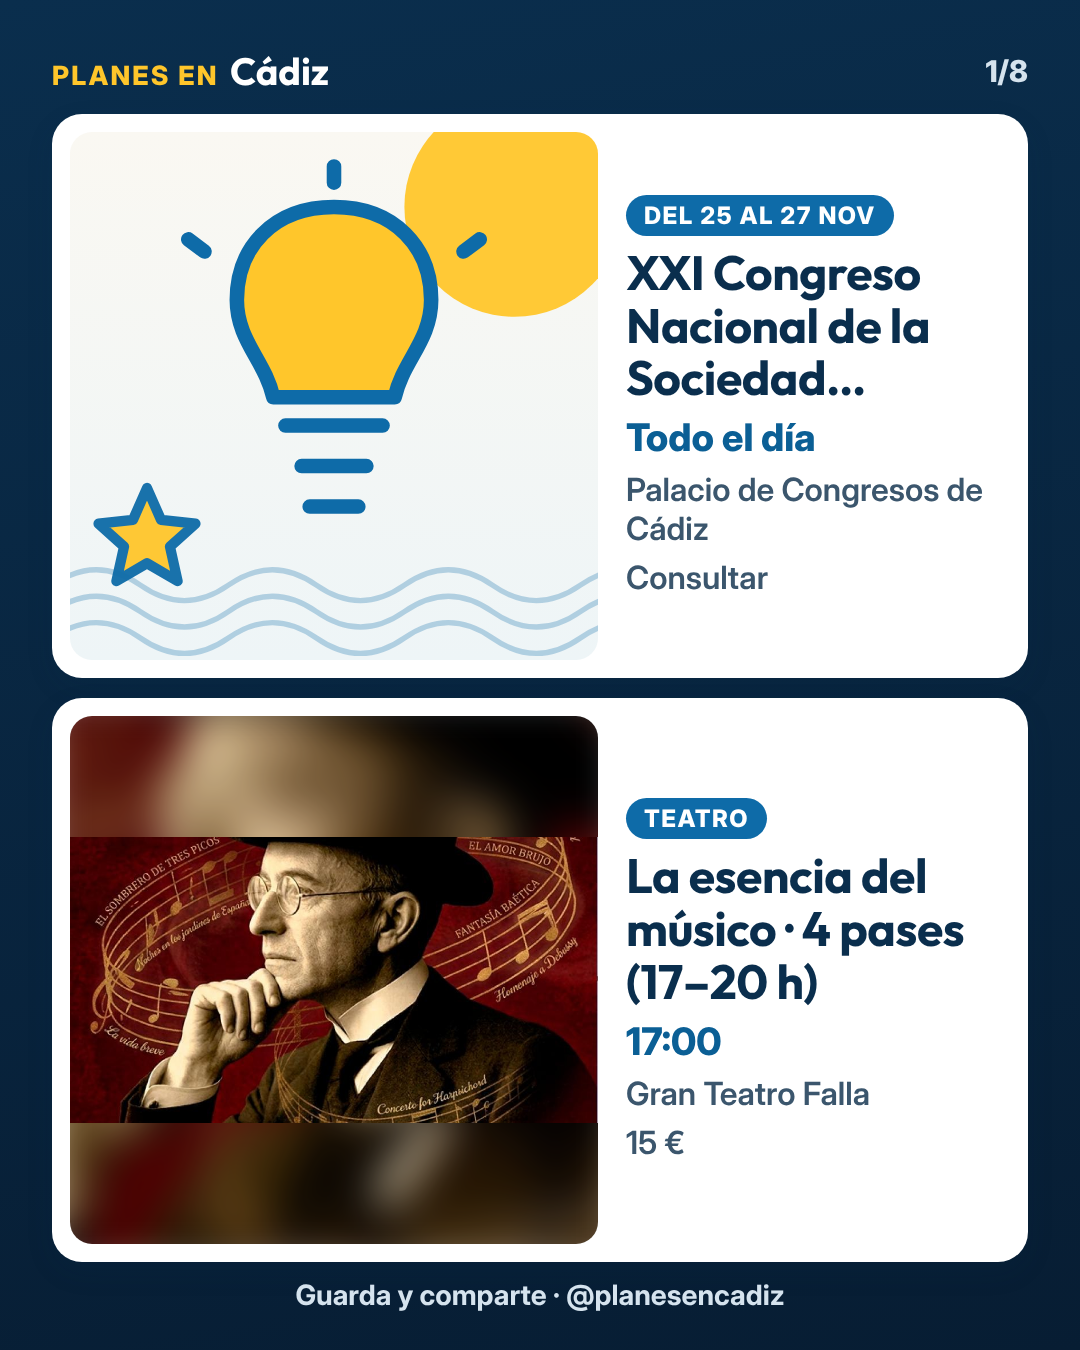 PLANES EN Cádiz
1/8
DEL 25 AL 27 NOV
XXI Congreso
Nacional de la
Sociedad...
Todo el día
Palacio de Congresos de
Cádiz
Consultar
EL SOMBRERO DE TRES PICOS
Noches en los jardines de España
EL AMOR BRUJO
FANTASÍA BAÉTICA
Homenaje a Debussy
La vida breve
Concerto for Harpsichord
TEATRO
La esencia del
músico · 4 pases
(17–20 h)
17:00
Gran Teatro Falla
15 €
Guarda y comparte · @planesencadiz